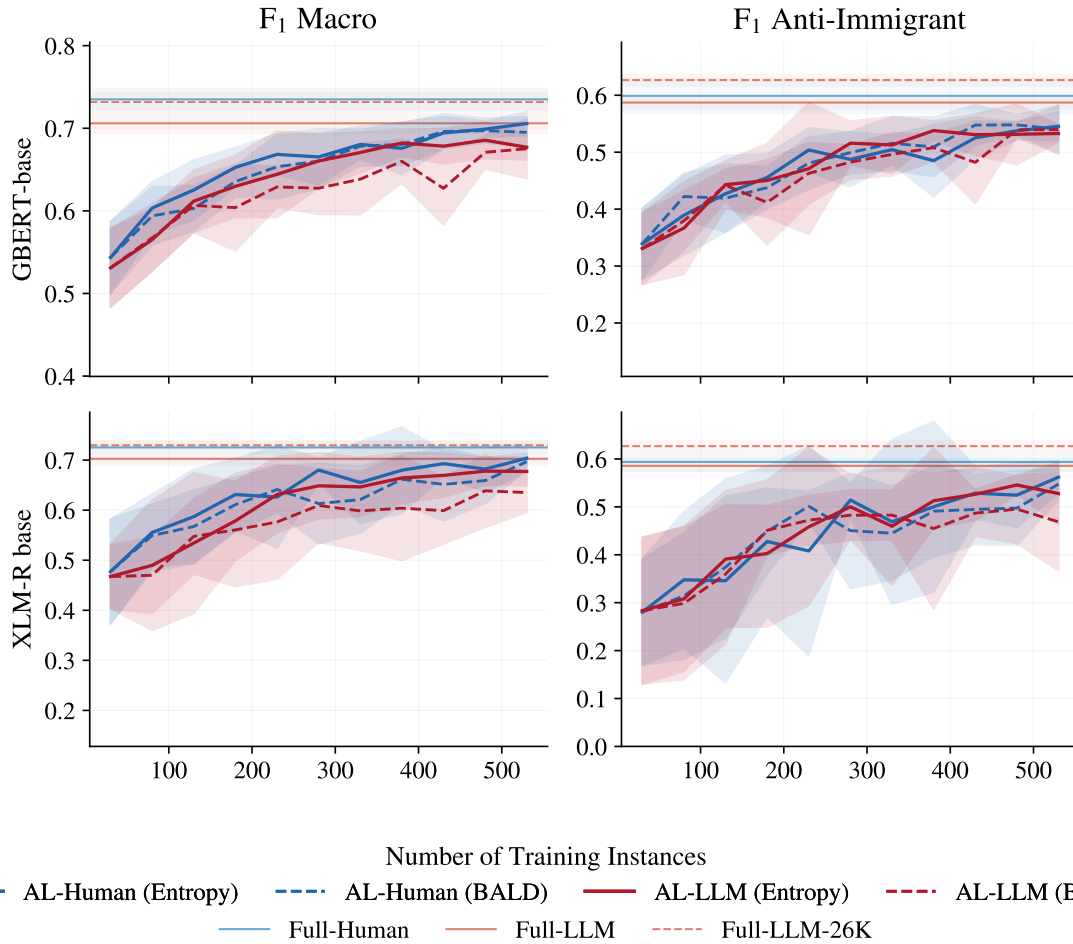 F1 Macro
F1 Anti-Immigrant
GBERT-base
0.8
0.7
0.6
0.5
0.4
0.6
0.5
0.4
0.3
0.2
XLM-R base
0.7
0.6
0.5
0.4
0.3
0.2
100 200 300 400 500
0.6
0.5
0.4
0.3
0.2
0.1
0.0
100 200 300 400 500
Number of Training Instances
AL-Human (Entropy) AL-Human (BALD) AL-LLM (Entropy) AL-LLM (B
Full-Human Full-LLM Full-LLM-26K